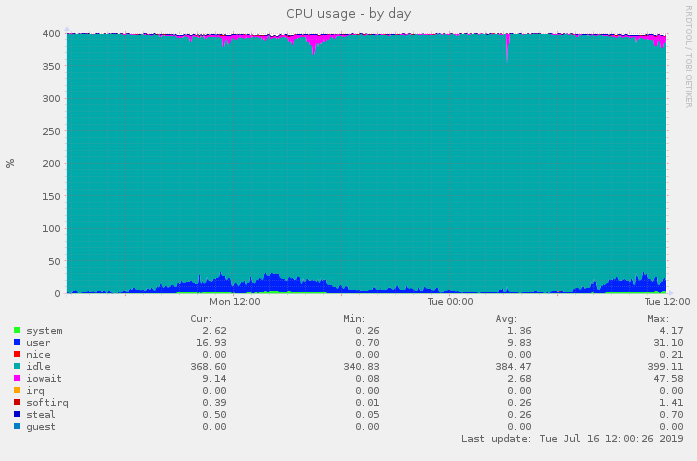 CPU usage - by day
RRDTOOL / TOBI OETIKER
%
400
350
300
250
200
150
100
50
0
Mon 12:00 Tue 00:00 Tue 12:00
Cur: Min: Avg: Max:
system 2.62 0.26 1.36 4.17
user 16.93 0.70 9.83 31.10
nice 0.00 0.00 0.00 0.21
idle 368.60 340.83 384.47 399.11
iowait 9.14 0.08 2.68 47.58
irq 0.00 0.00 0.00 0.00
softirq 0.39 0.01 0.26 1.41
steal 0.50 0.05 0.26 0.70
guest 0.00 0.00 0.00 0.00
Last update: Tue Jul 16 12:00:26 2019